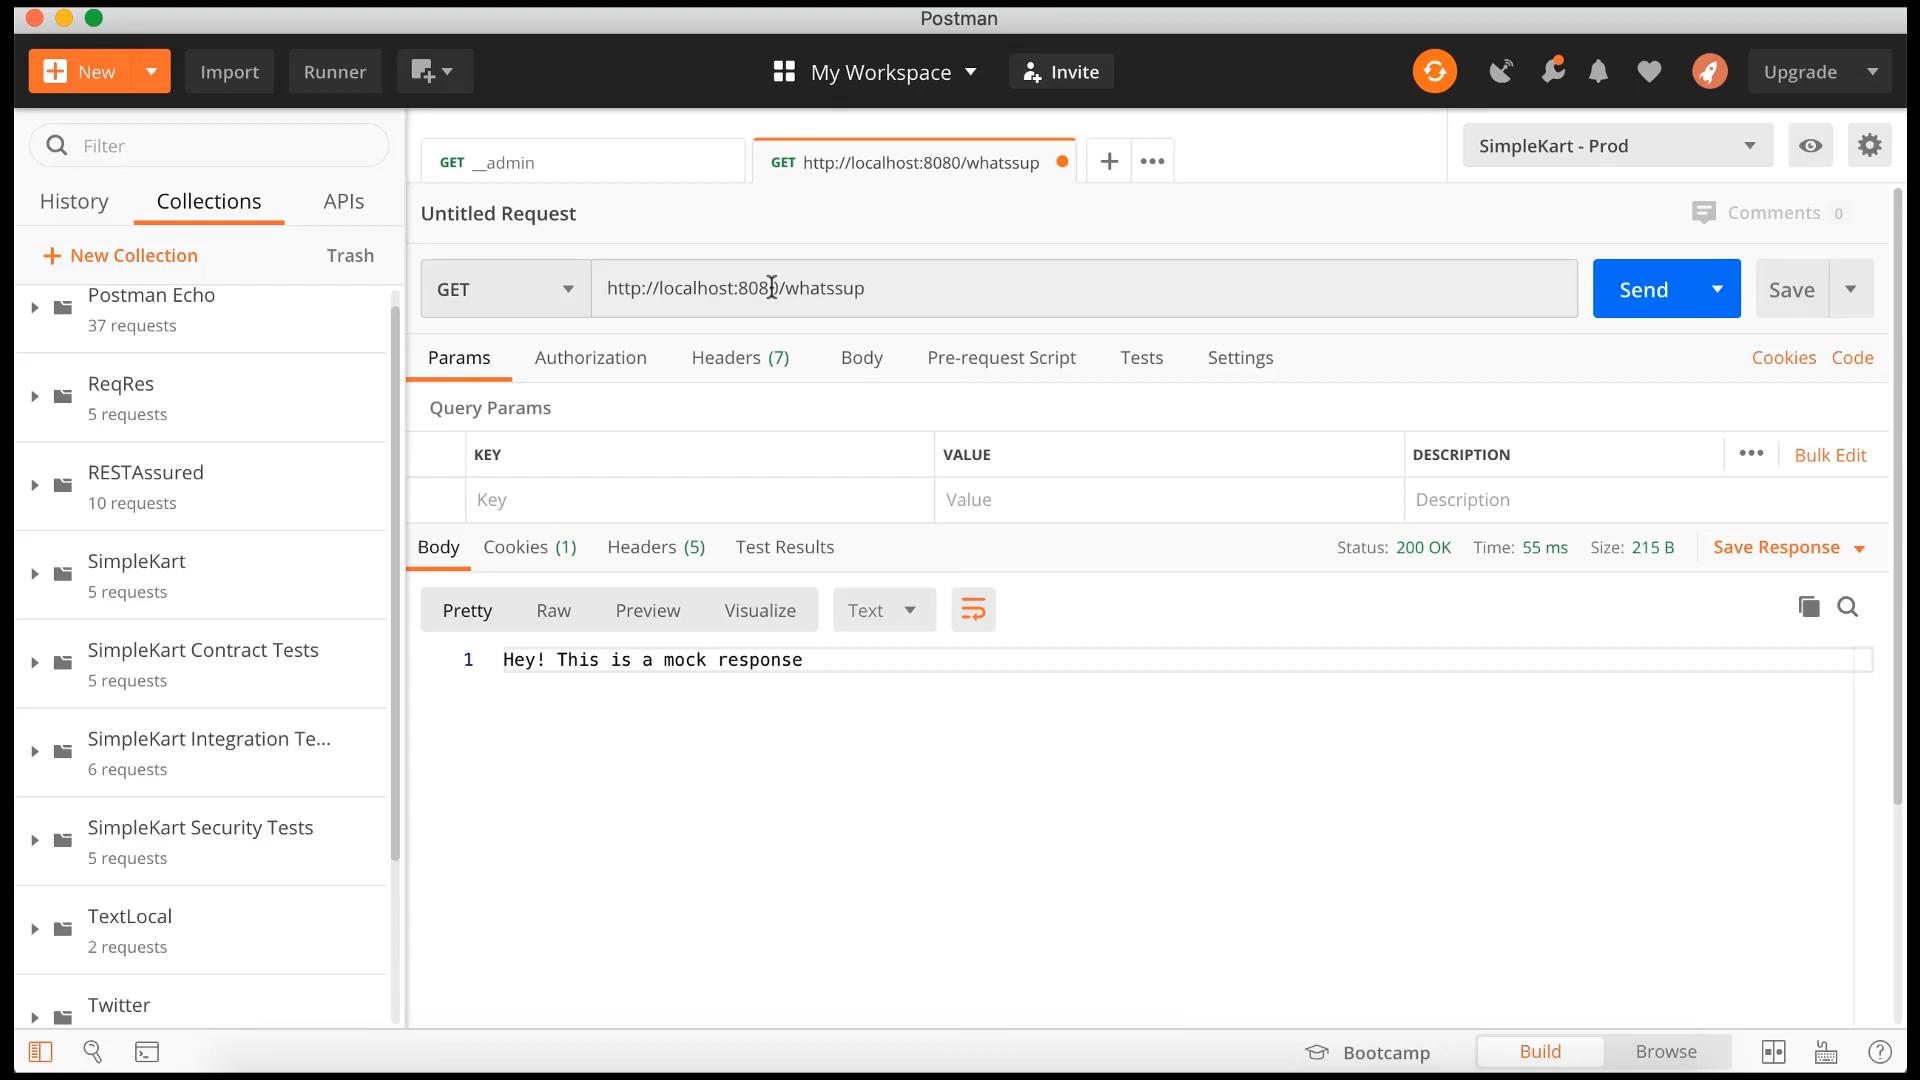 Postman
New
Import
Runner
My Workspace
Invite
Upgrade
Filter
History
Collections
APIs
New Collection
Trash
Postman Echo
37 requests
ReqRes
5 requests
RESTAssured
10 requests
SimpleKart
5 requests
SimpleKart Contract Tests
5 requests
SimpleKart Integration Te...
6 requests
SimpleKart Security Tests
5 requests
TextLocal
2 requests
Twitter
GET __admin
GET http://localhost:8080/whatssup
SimpleKart - Prod
Untitled Request
Comments 0
GET
http://localhost:8080/whatssup
Send
Save
Params
Authorization
Headers (7)
Body
Pre-request Script
Tests
Settings
Cookies
Code
Query Params
KEY
VALUE
DESCRIPTION
Bulk Edit
Key
Value
Description
Body
Cookies (1)
Headers (5)
Test Results
Status: 200 OK
Time: 55 ms
Size: 215 B
Save Response
Pretty
Raw
Preview
Visualize
Text
1 Hey! This is a mock response
Bootcamp
Build
Browse